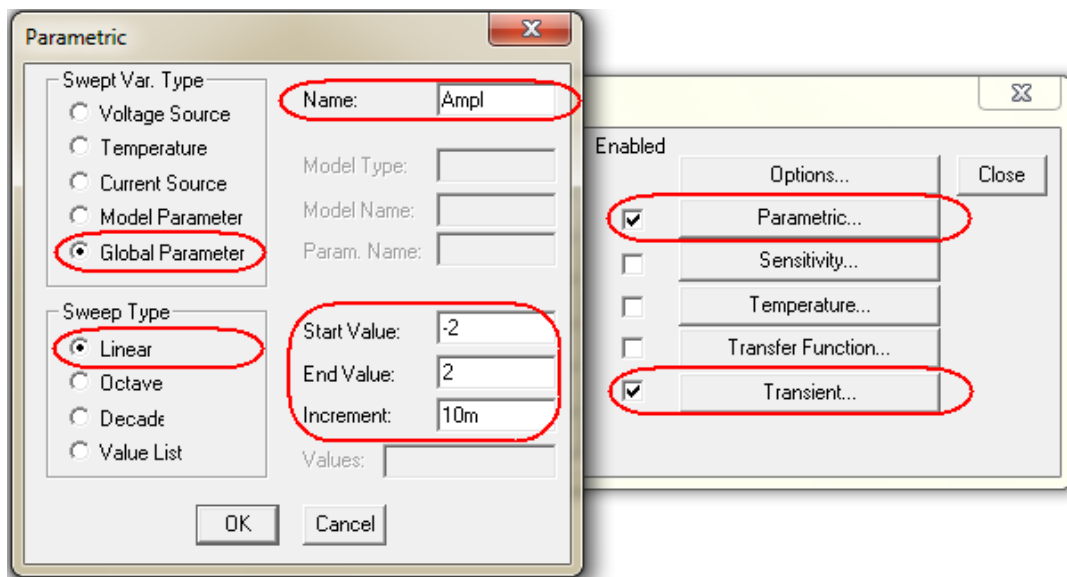 Parametric
Swept Var. Type
Voltage Source
Temperature
Current Source
Model Parameter
Global Parameter
Name: Ampl
Model Type:
Model Name:
Param. Name:
Sweep Type
Linear
Octave
Decade
Value List
Start Value: -2
End Value: 2
Increment: 10m
Values:
OK Cancel
Enabled
Options... Close
Parametric...
Sensitivity...
Temperature...
Transfer Function...
Transient...